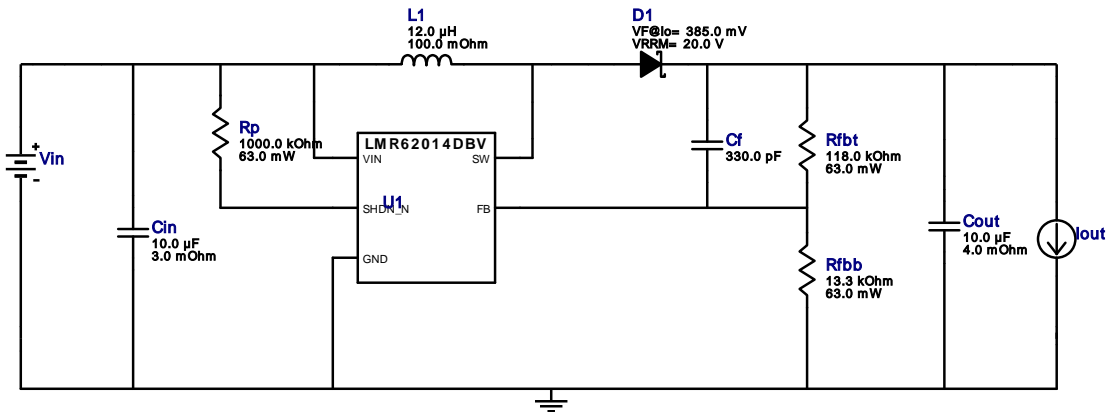 L1
12.0 µH
100.0 mOhm
D1
VF@Io= 385.0 mV
VRRM= 20.0 V
+
Vin
-
Rp
1000.0 kOhm
63.0 mW
LMR62014DBV
VIN
SW
U1
SHDN_N
FB
GND
Cf
330.0 pF
Rfbt
118.0 kOhm
63.0 mW
Cin
10.0 µF
3.0 mOhm
Rfbb
13.3 kOhm
63.0 mW
Cout
10.0 µF
4.0 mOhm
Iout